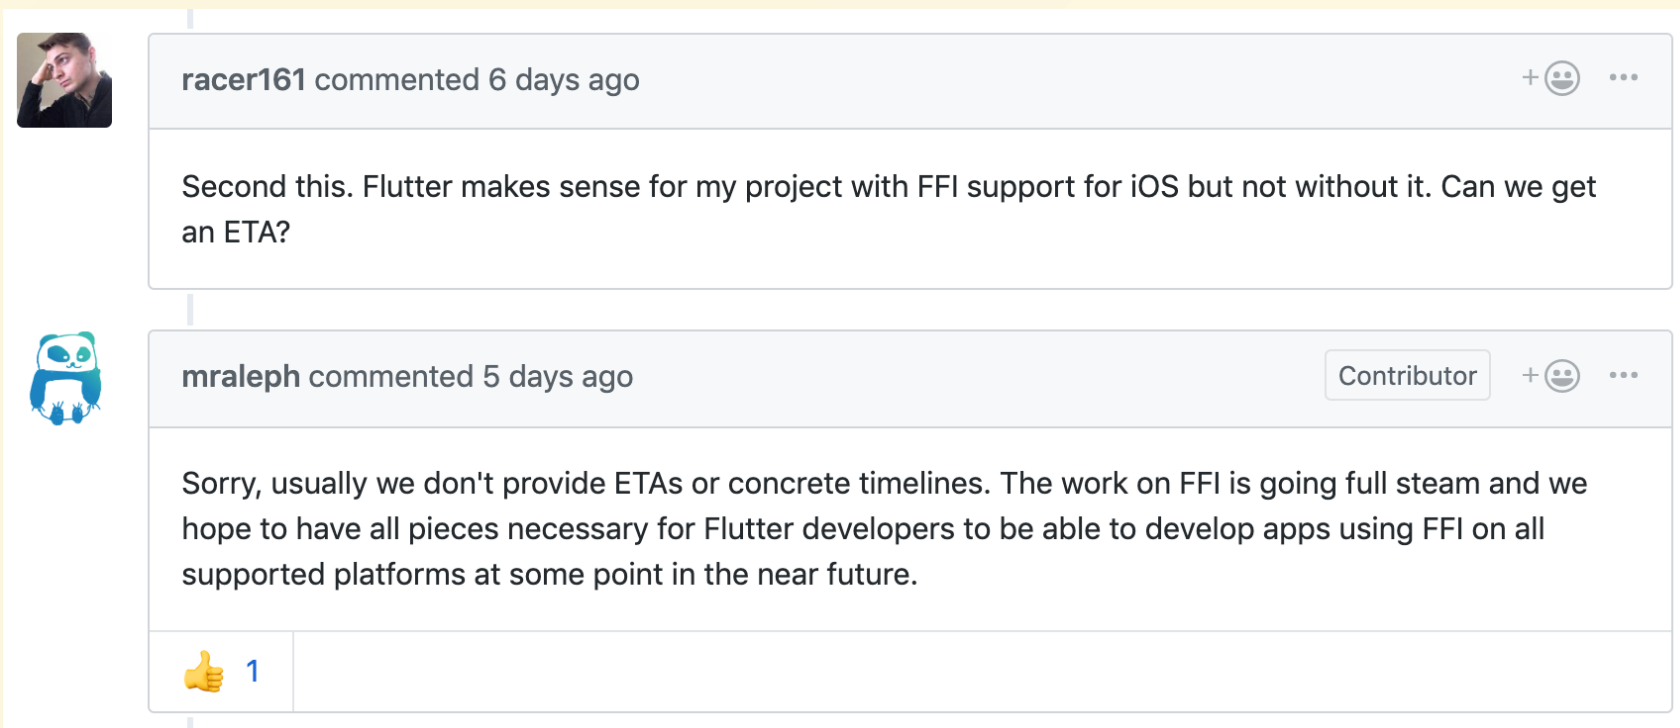 racer161 commented 6 days ago
Second this. Flutter makes sense for my project with FFI support for iOS but not without it. Can we get
an ETA?
mraleph commented 5 days ago
Contributor
Sorry, usually we don't provide ETAs or concrete timelines. The work on FFI is going full steam and we
hope to have all pieces necessary for Flutter developers to be able to develop apps using FFI on all
supported platforms at some point in the near future.
👍 1